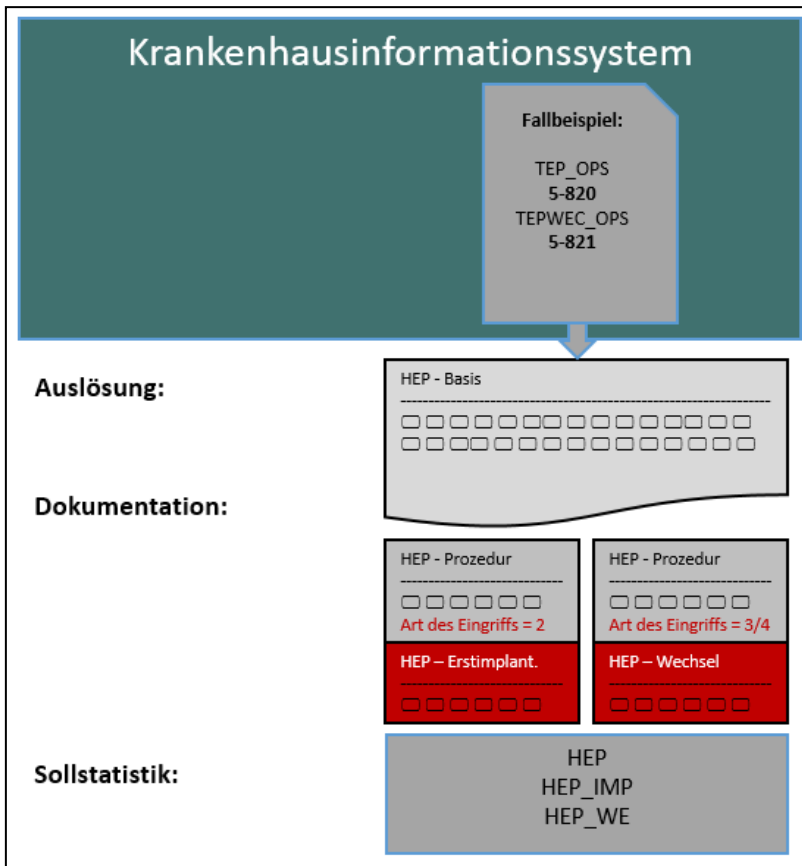 Krankenhausinformationssystem
Fallbeispiel:
TEP_OPS
5-820
TEPWEC_OPS
5-821
Auslösung:
HEP - Basis
Dokumentation:
HEP - Prozedur
Art des Eingriffs = 2
HEP – Erstimplant.
HEP - Prozedur
Art des Eingriffs = 3/4
HEP – Wechsel
Sollstatistik:
HEP
HEP_IMP
HEP_WE